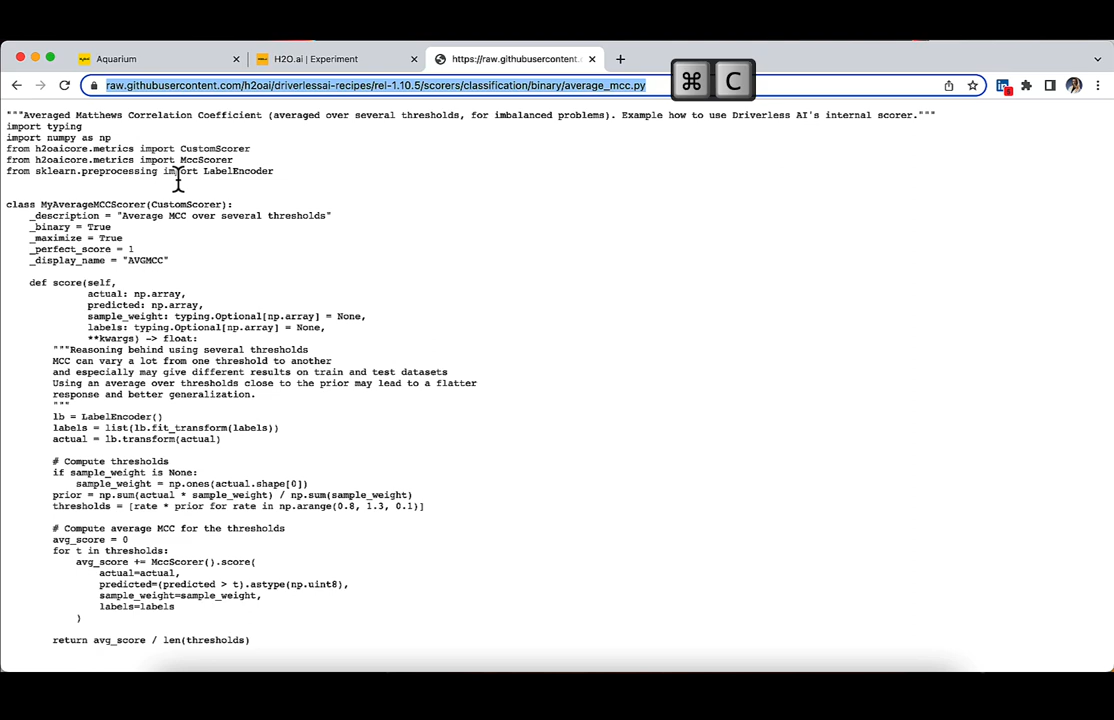 Aquarium
H2O.ai | Experiment
https://raw.githubusercontent.
raw.githubusercontent.com/h2oai/driverlessai-recipes/rel-1.10.5/scorers/classification/binary/average_mcc.py
⌘ C
"""Averaged Matthews Correlation Coefficient (averaged over several thresholds, for imbalanced problems). Example how to use Driverless AI's internal scorer."""
import typing
import numpy as np
from h2oaicore.metrics import CustomScorer
from h2oaicore.metrics import MccScorer
from sklearn.preprocessing import LabelEncoder
class MyAverageMCCScorer(CustomScorer):
_description = "Average MCC over several thresholds"
_binary = True
_maximize = True
_perfect_score = 1
_display_name = "AVGMCC"
def score(self,
actual: np.array,
predicted: np.array,
sample_weight: typing.Optional[np.array] = None,
labels: typing.Optional[np.array] = None,
**kwargs) -> float:
"""Reasoning behind using several thresholds
MCC can vary a lot from one threshold to another
and especially may give different results on train and test datasets
Using an average over thresholds close to the prior may lead to a flatter
response and better generalization.
"""
lb = LabelEncoder()
labels = list(lb.fit_transform(labels))
actual = lb.transform(actual)
# Compute thresholds
if sample_weight is None:
sample_weight = np.ones(actual.shape[0])
prior = np.sum(actual * sample_weight) / np.sum(sample_weight)
thresholds = [rate * prior for rate in np.arange(0.8, 1.3, 0.1)]
# Compute average MCC for the thresholds
avg_score = 0
for t in thresholds:
avg_score += MccScorer().score(
actual=actual,
predicted=(predicted > t).astype(np.uint8),
sample_weight=sample_weight,
labels=labels
)
return avg_score / len(thresholds)